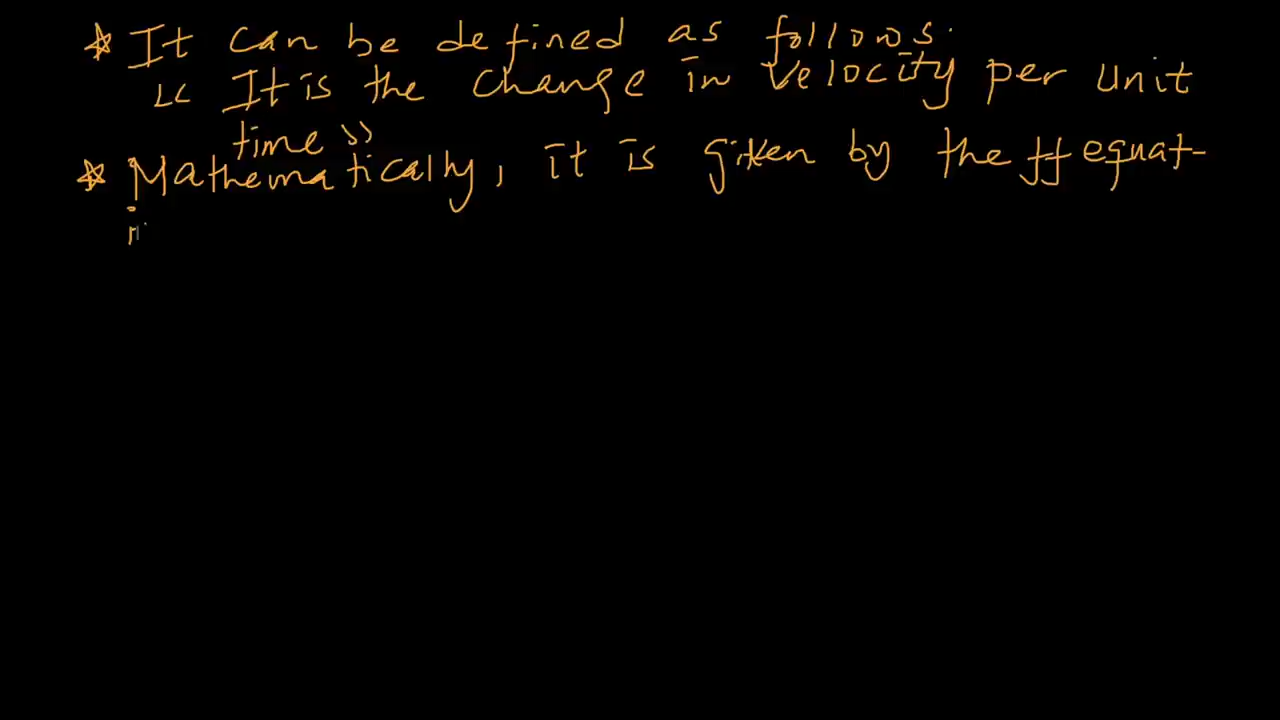 * It can be defined as follows.
<< It is the change in velocity per unit
time >>
* Mathematically, it is given by the ff equat-
i